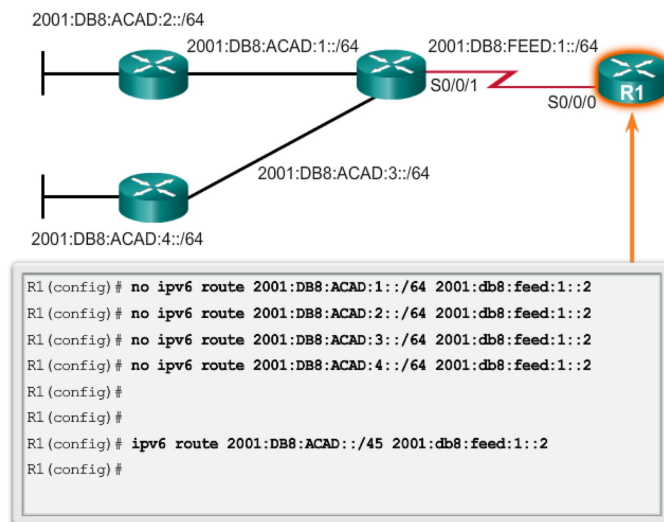 2001:DB8:ACAD:2::/64
2001:DB8:ACAD:1::/64
2001:DB8:FEED:1::/64
S0/0/1
S0/0/0
R1
2001:DB8:ACAD:3::/64
2001:DB8:ACAD:4::/64
R1(config)# no ipv6 route 2001:DB8:ACAD:1::/64 2001:db8:feed:1::2
R1(config)# no ipv6 route 2001:DB8:ACAD:2::/64 2001:db8:feed:1::2
R1(config)# no ipv6 route 2001:DB8:ACAD:3::/64 2001:db8:feed:1::2
R1(config)# no ipv6 route 2001:DB8:ACAD:4::/64 2001:db8:feed:1::2
R1(config)#
R1(config)#
R1(config)# ipv6 route 2001:DB8:ACAD::/45 2001:db8:feed:1::2
R1(config)#